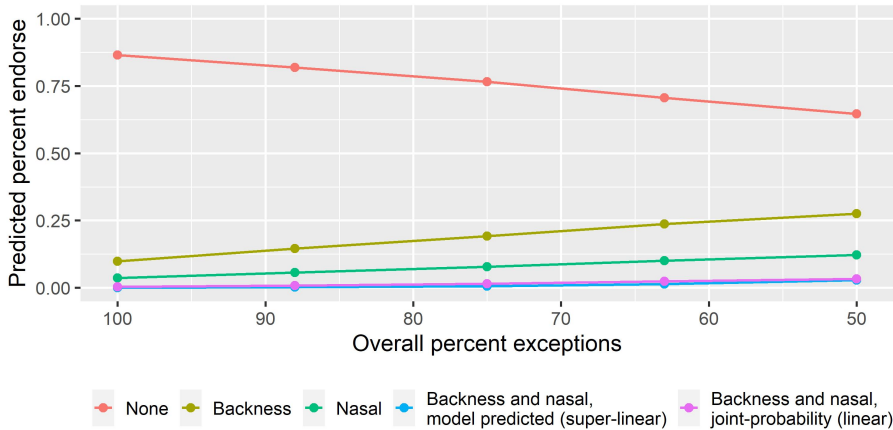 1.00
0.75
0.50
0.25
0.00
Predicted percent endorse
100 90 80 70 60 50
Overall percent exceptions
None
Backness
Nasal
Backness and nasal,
model predicted (super-linear)
Backness and nasal,
joint-probability (linear)